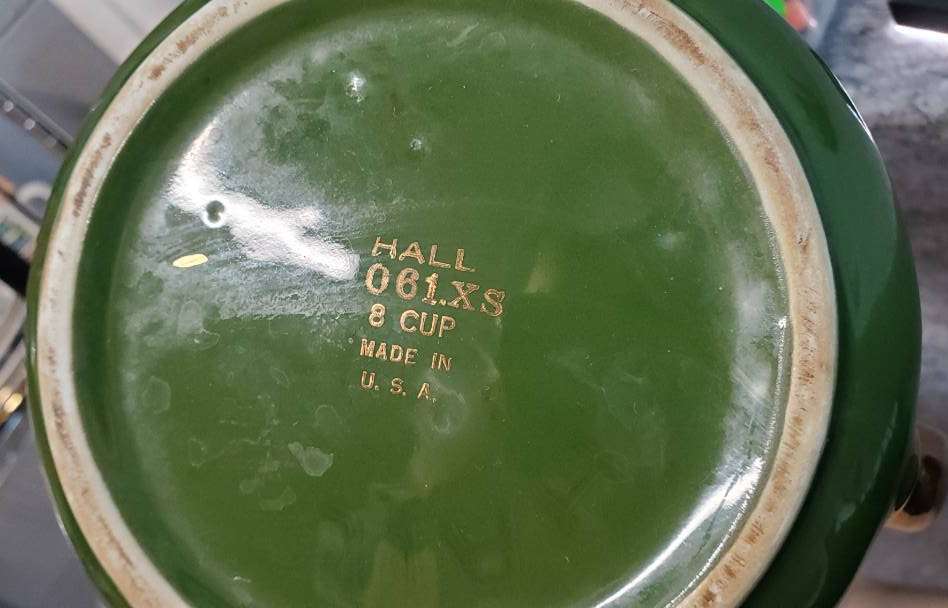 HALL
061.XS
8 CUP
MADE IN
U. S. A.